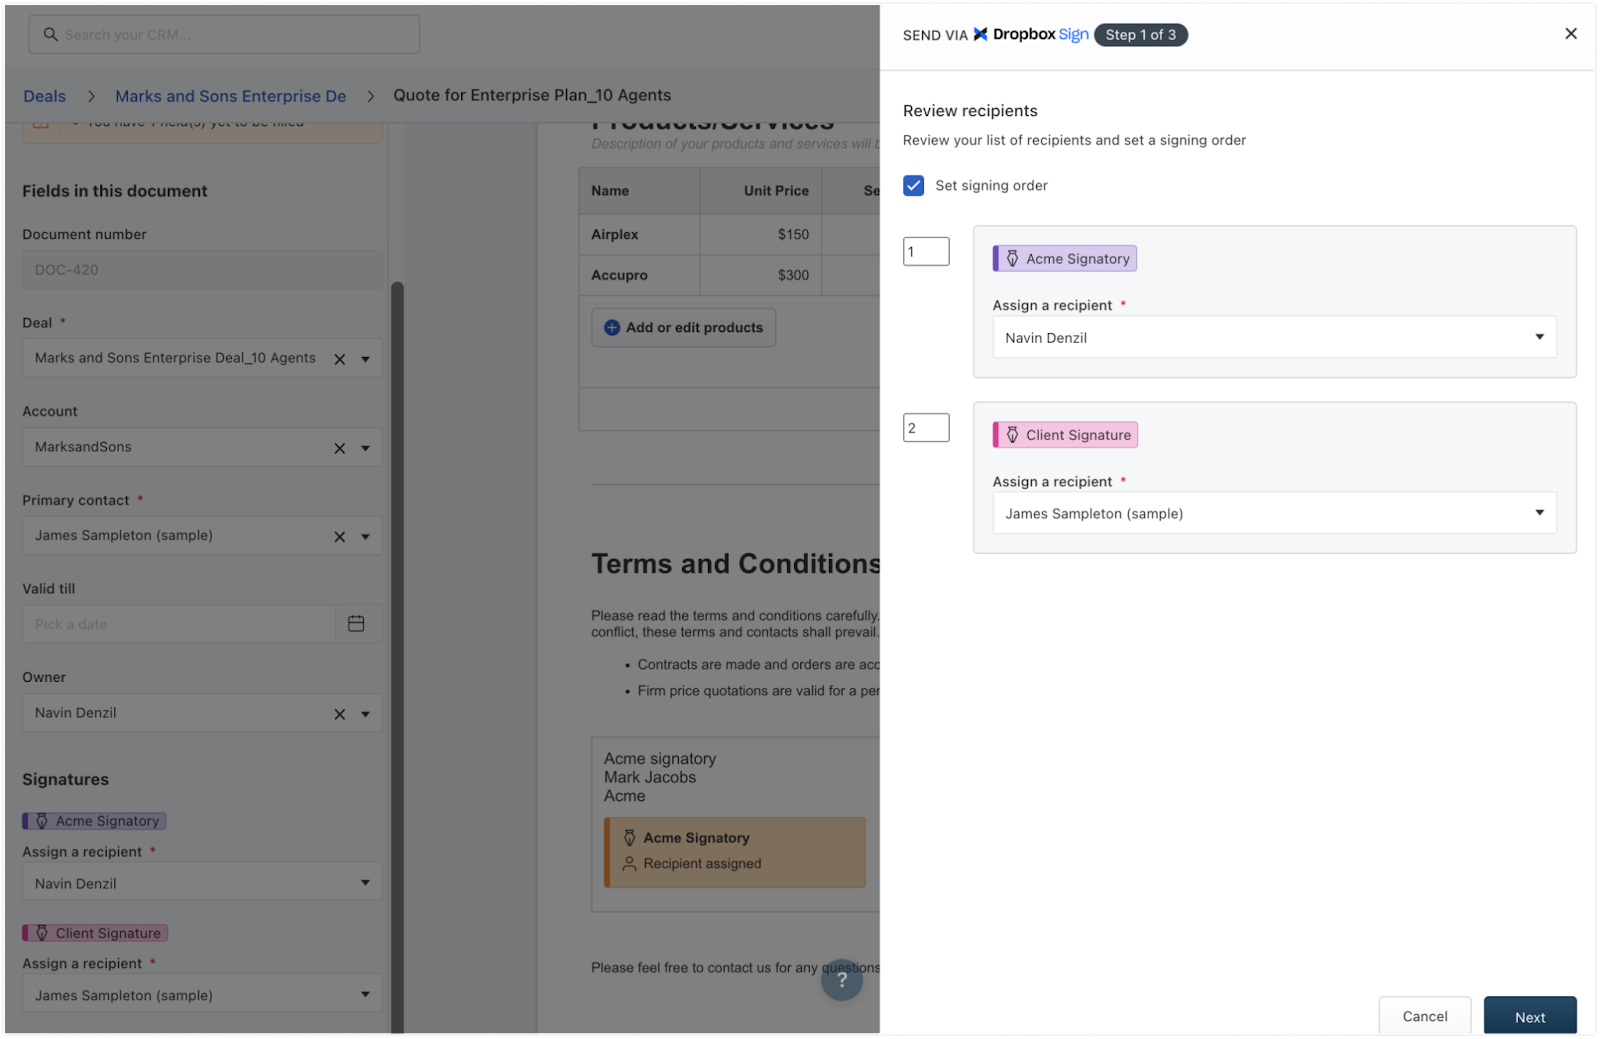 Search your CRM...
Deals > Marks and Sons Enterprise De > Quote for Enterprise Plan_10 Agents
You have 1 field(s) yet to be filled
Fields in this document
Document number
DOC-420
Deal *
Marks and Sons Enterprise Deal_10 Agents
Account
MarksandSons
Primary contact *
James Sampleton (sample)
Valid till
Pick a date
Owner
Navin Denzil
Signatures
Acme Signatory
Assign a recipient *
Navin Denzil
Client Signature
Assign a recipient *
James Sampleton (sample)
Products/Services
Description of your products and services will
Name Unit Price Se
Airplex $150
Accupro $300
Add or edit products
Terms and Conditions
Please read the terms and conditions carefully.
conflict, these terms and contacts shall prevail.
• Contracts are made and orders are acc
• Firm price quotations are valid for a per
Acme signatory
Mark Jacobs
Acme
Acme Signatory
Recipient assigned
Please feel free to contact us for any questions
?
SEND VIA Dropbox Sign Step 1 of 3
Review recipients
Review your list of recipients and set a signing order
Set signing order
1
Acme Signatory
Assign a recipient *
Navin Denzil
2
Client Signature
Assign a recipient *
James Sampleton (sample)
Cancel
Next